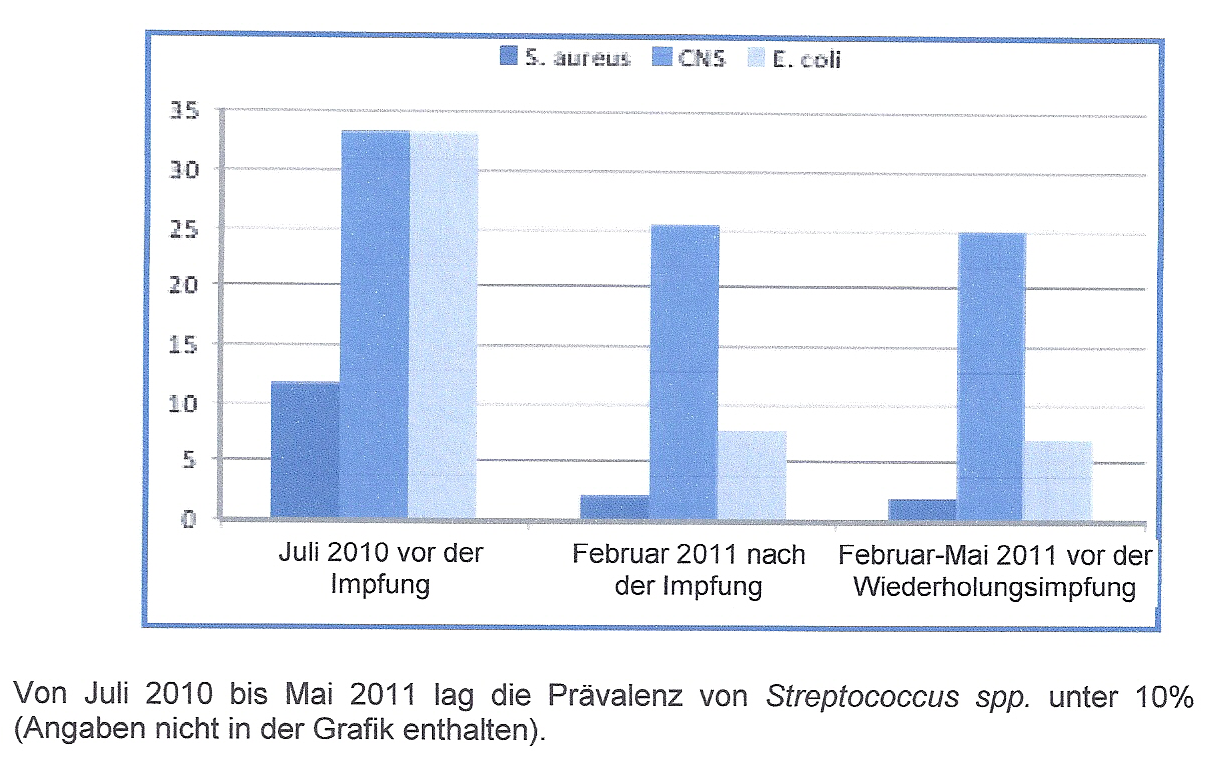 S. aureus CNS E. coli
35
30
25
20
15
10
5
0
Juli 2010 vor der Impfung
Februar 2011 nach der Impfung
Februar-Mai 2011 vor der Wiederholungsimpfung
Von Juli 2010 bis Mai 2011 lag die Prävalenz von Streptococcus spp. unter 10%
(Angaben nicht in der Grafik enthalten).